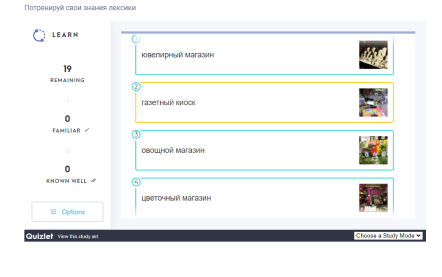 Потренируй свои знания лексики
LEARN
19
REMAINING
0
FAMILIAR
0
KNOWN WELL
Options
1
ювелирный магазин
2
газетный киоск
3
овощной магазин
4
цветочный магазин
Quizlet View this study set
Choose a Study Mode